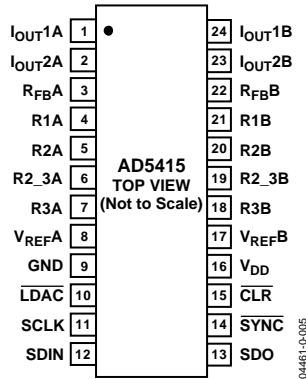 IOUT1A 1 24 IOUT1B
IOUT2A 2 23 IOUT2B
RFBA 3 22 RFBB
R1A 4 21 R1B
R2A 5 20 R2B
R2_3A 6 19 R2_3B
R3A 7 18 R3B
VREFA 8 17 VREFB
GND 9 16 VDD
LDAC 10 15 CLR
SCLK 11 14 SYNC
SDIN 12 13 SDO
AD5415
TOP VIEW
(Not to Scale)
04461-0-005